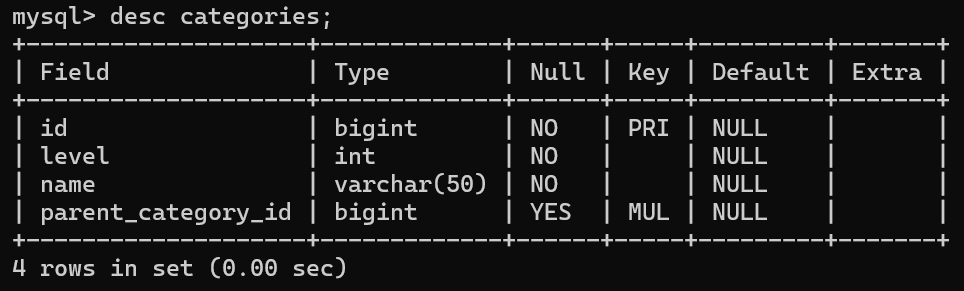 mysql> desc categories;
+--------------------+-------------+------+-----+---------+-------+
| Field              | Type        | Null | Key | Default | Extra |
+--------------------+-------------+------+-----+---------+-------+
| id                 | bigint      | NO   | PRI | NULL    |       |
| level              | int         | NO   |     | NULL    |       |
| name               | varchar(50) | NO   |     | NULL    |       |
| parent_category_id | bigint      | YES  | MUL | NULL    |       |
+--------------------+-------------+------+-----+---------+-------+
4 rows in set (0.00 sec)